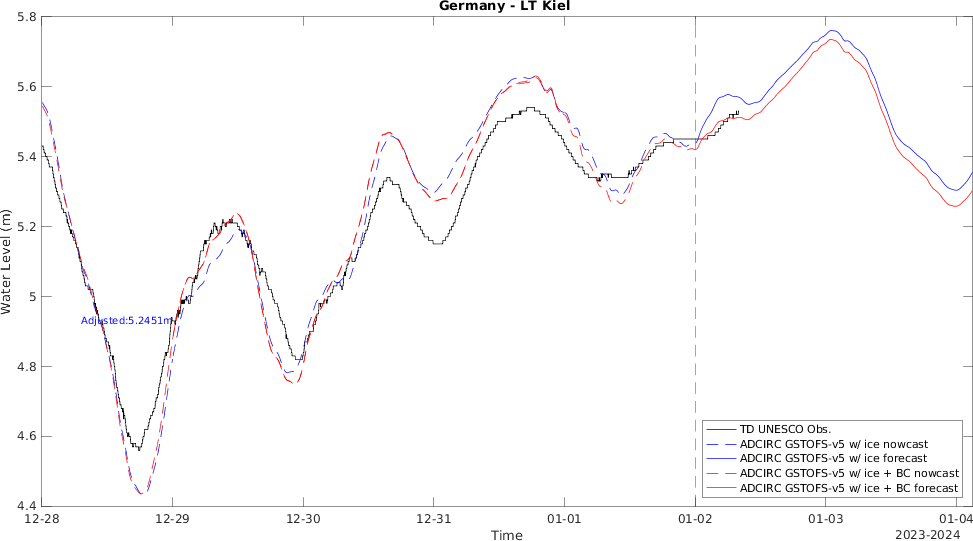 Germany - LT Kiel
5.8
5.6
5.4
5.2
5
4.8
4.6
4.4
Water Level (m)
Adjusted:5.2451m
TD UNESCO Obs.
ADCIRC GSTOFS-v5 w/ ice nowcast
ADCIRC GSTOFS-v5 w/ ice forecast
ADCIRC GSTOFS-v5 w/ ice + BC nowcast
ADCIRC GSTOFS-v5 w/ ice + BC forecast
12-28 12-29 12-30 12-31 01-01 01-02 01-03 01-04
Time
2023-2024